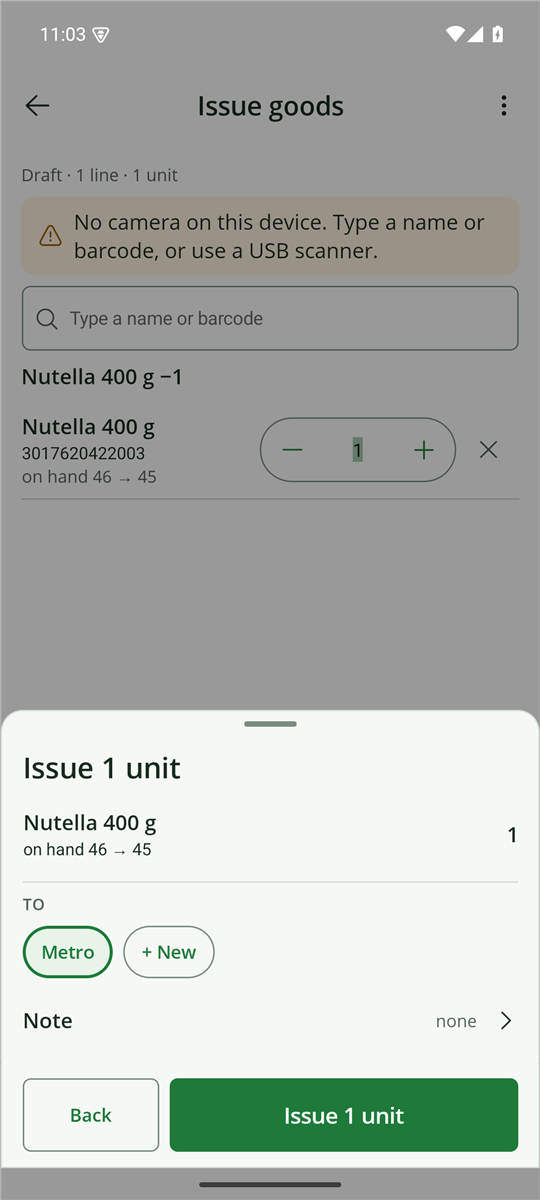 11:03
Issue goods
Draft · 1 line · 1 unit
No camera on this device. Type a name or
barcode, or use a USB scanner.
Type a name or barcode
Nutella 400 g −1
Nutella 400 g
3017620422003
on hand 46 → 45
1
Issue 1 unit
Nutella 400 g
on hand 46 → 45
1
TO
Metro
+ New
Note
none
Back
Issue 1 unit